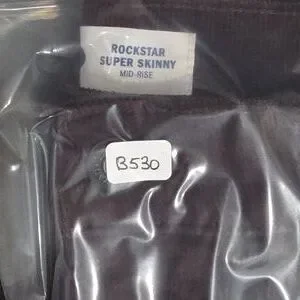 ROCKSTAR
SUPER SKINNY
MID-RISE
B530